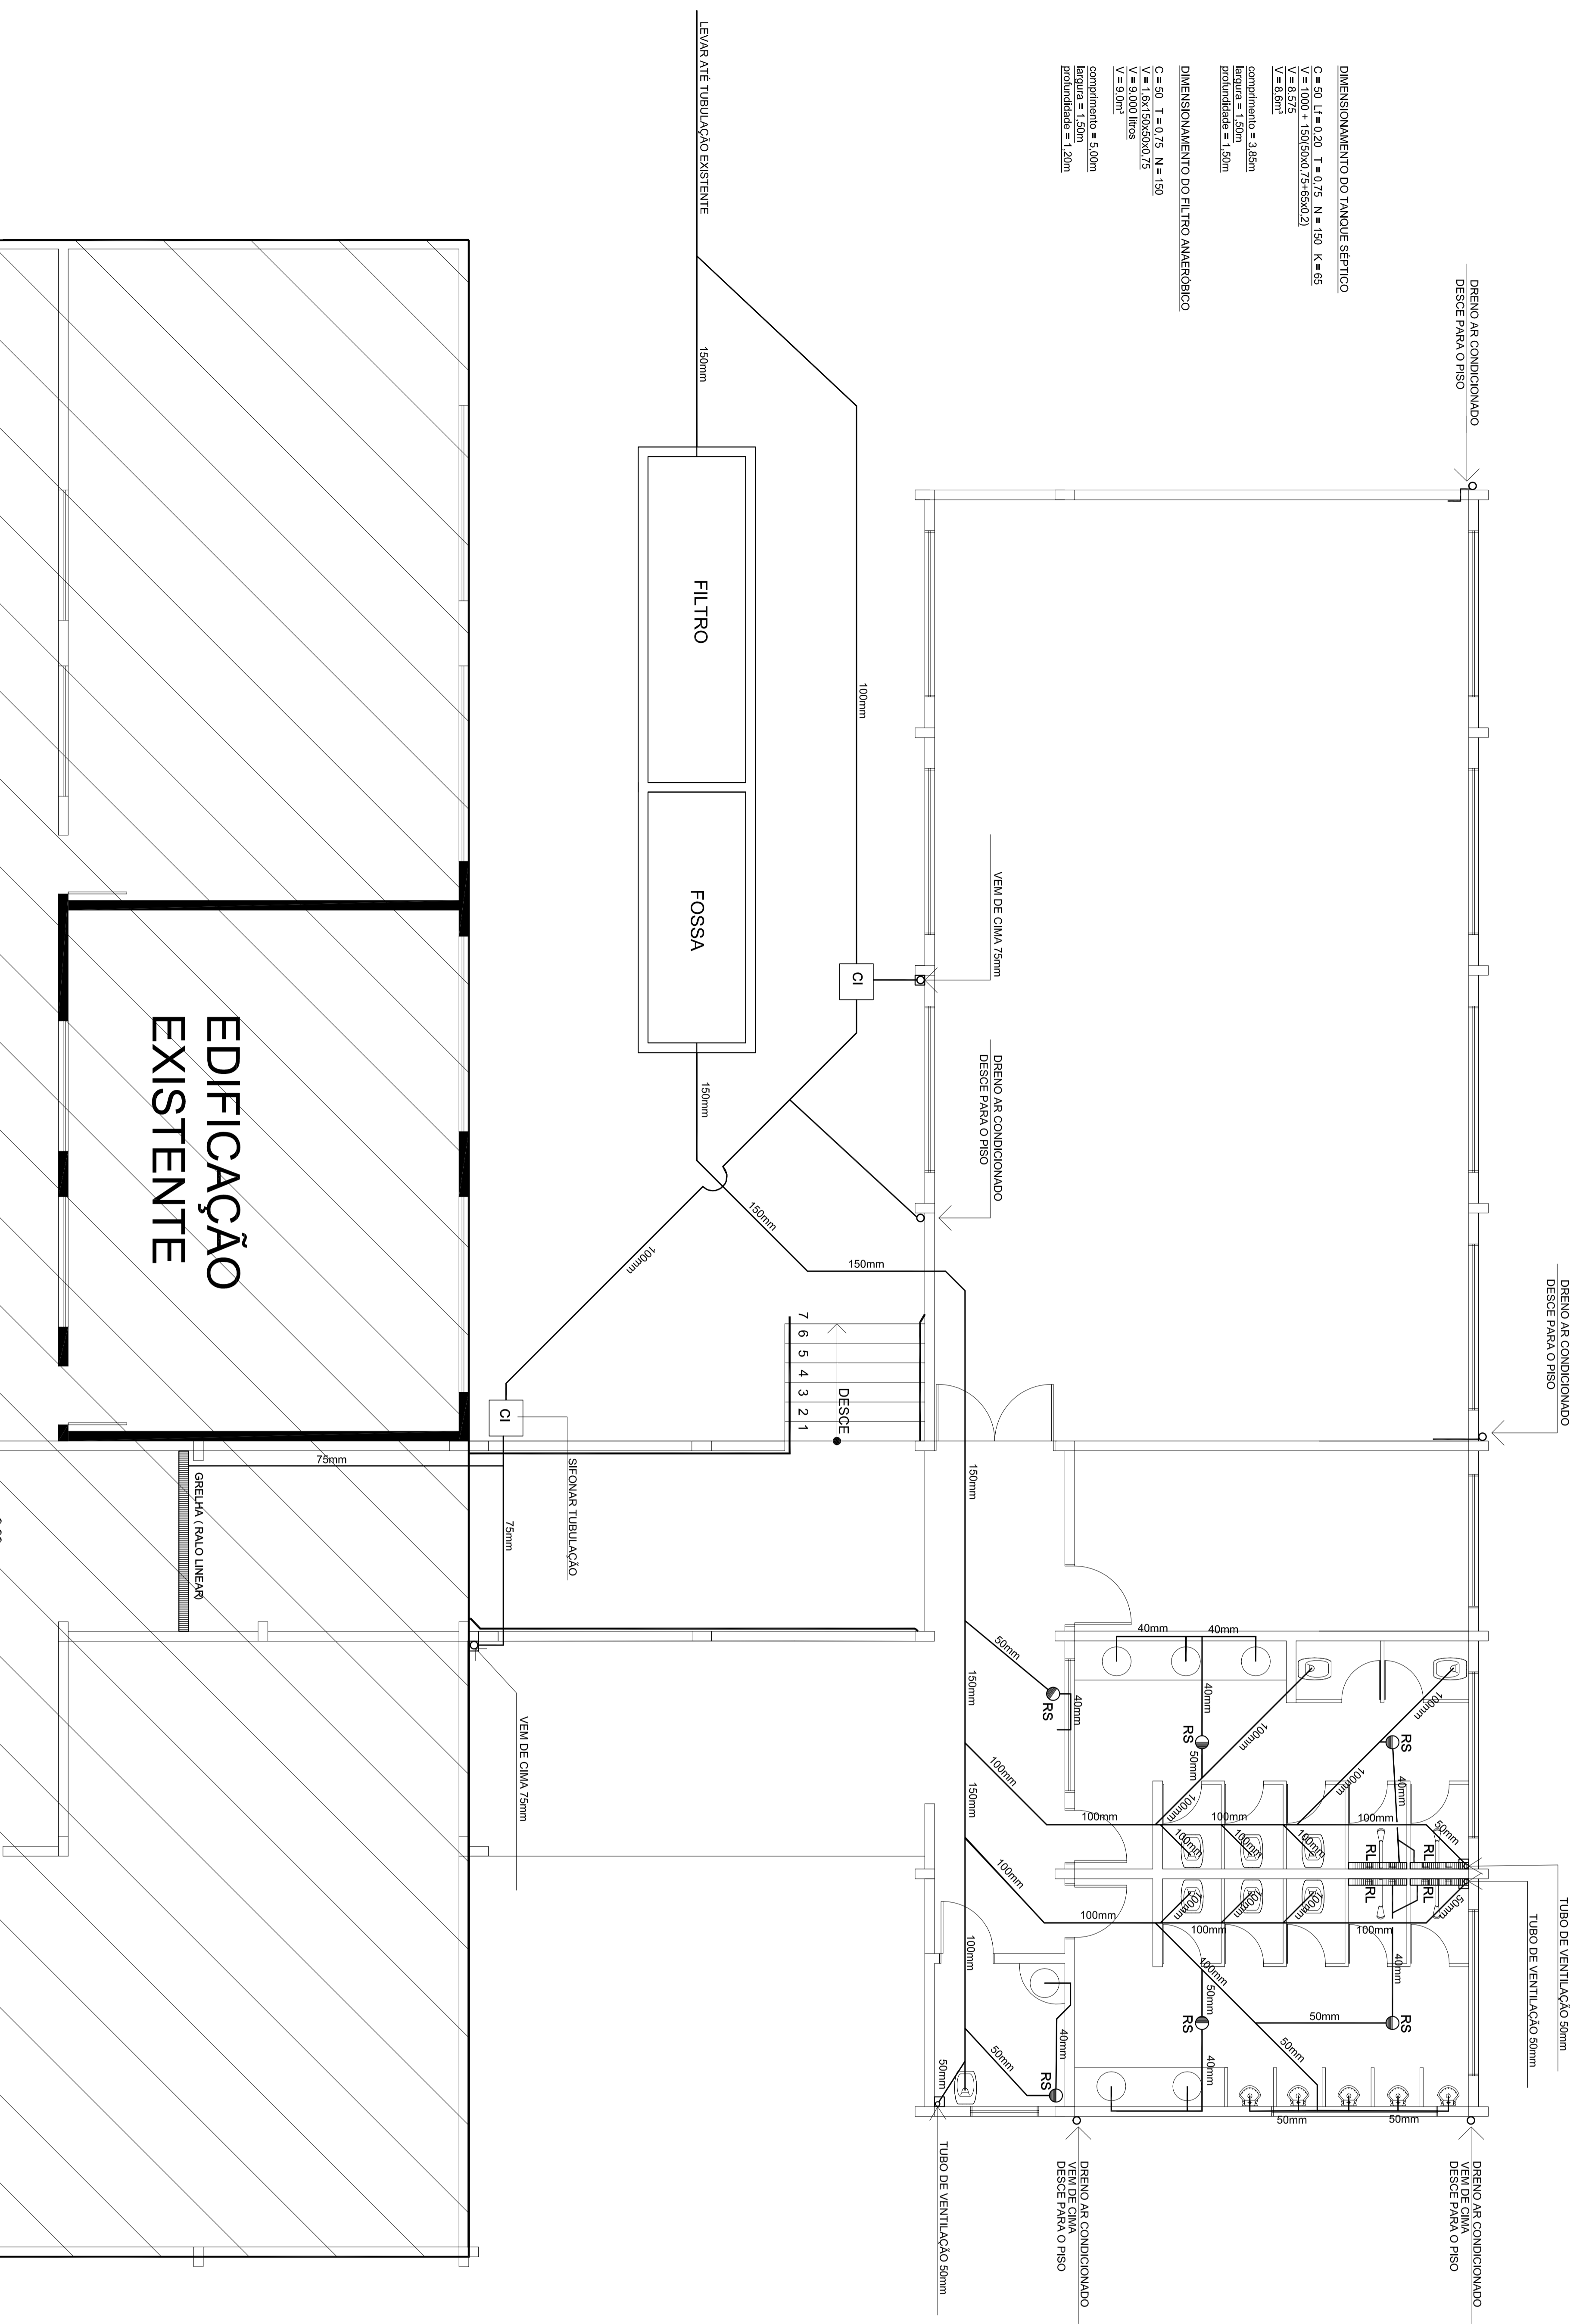 DIMENSIONAMENTO DO TANQUE SÉPTICO
C = 50 Lf = 0,20 T = 0,75 N = 150 K = 65
V = 1000 + 150(50x0,75+65x0,2)
V = 8,575
V = 8,6m³
comprimento = 3,85m
largura = 1,50m
profundidade = 1,50m
DIMENSIONAMENTO DO FILTRO ANAERÓBICO
C = 50 T = 0,75 N = 150
V = 1,6x150x50x0,75
V = 9.000 litros
V = 9,0m³
comprimento = 5,00m
largura = 1,50m
profundidade = 1,20m
LEVAR ATÉ TUBULAÇÃO EXISTENTE
DRENO AR CONDICIONADO
DESCE PARA O PISO
DRENO AR CONDICIONADO
DESCE PARA O PISO
TUBO DE VENTILAÇÃO 50mm
TUBO DE VENTILAÇÃO 50mm
DRENO AR CONDICIONADO
VEM DE CIMA
DESCE PARA O PISO
DRENO AR CONDICIONADO
VEM DE CIMA
DESCE PARA O PISO
TUBO DE VENTILAÇÃO 50mm
VEM DE CIMA 75mm
DRENO AR CONDICIONADO
DESCE PARA O PISO
150mm
100mm
FILTRO
FOSSA
CI
150mm
150mm
150mm
100mm
7 6 5 4 3 2 1
DESCE
CI
SIFONAR TUBULAÇÃO
75mm
75mm
GRELHA ( RALO LINEAR)
VEM DE CIMA 75mm
EDIFICAÇÃO
EXISTENTE
150mm
150mm
150mm
50mm
RS
40mm
40mm
40mm
40mm
RS
50mm
100mm
100mm
100mm
100mm
RS
40mm
100mm
100mm
100mm
100mm
100mm
100mm
100mm
50mm
RL
RL
RL
RL
50mm
100mm
100mm
100mm
100mm
100mm
100mm
100mm
100mm
40mm
RS
50mm
50mm
RS
40mm
50mm
50mm
50mm
100mm
50mm
40mm
RS
50mm